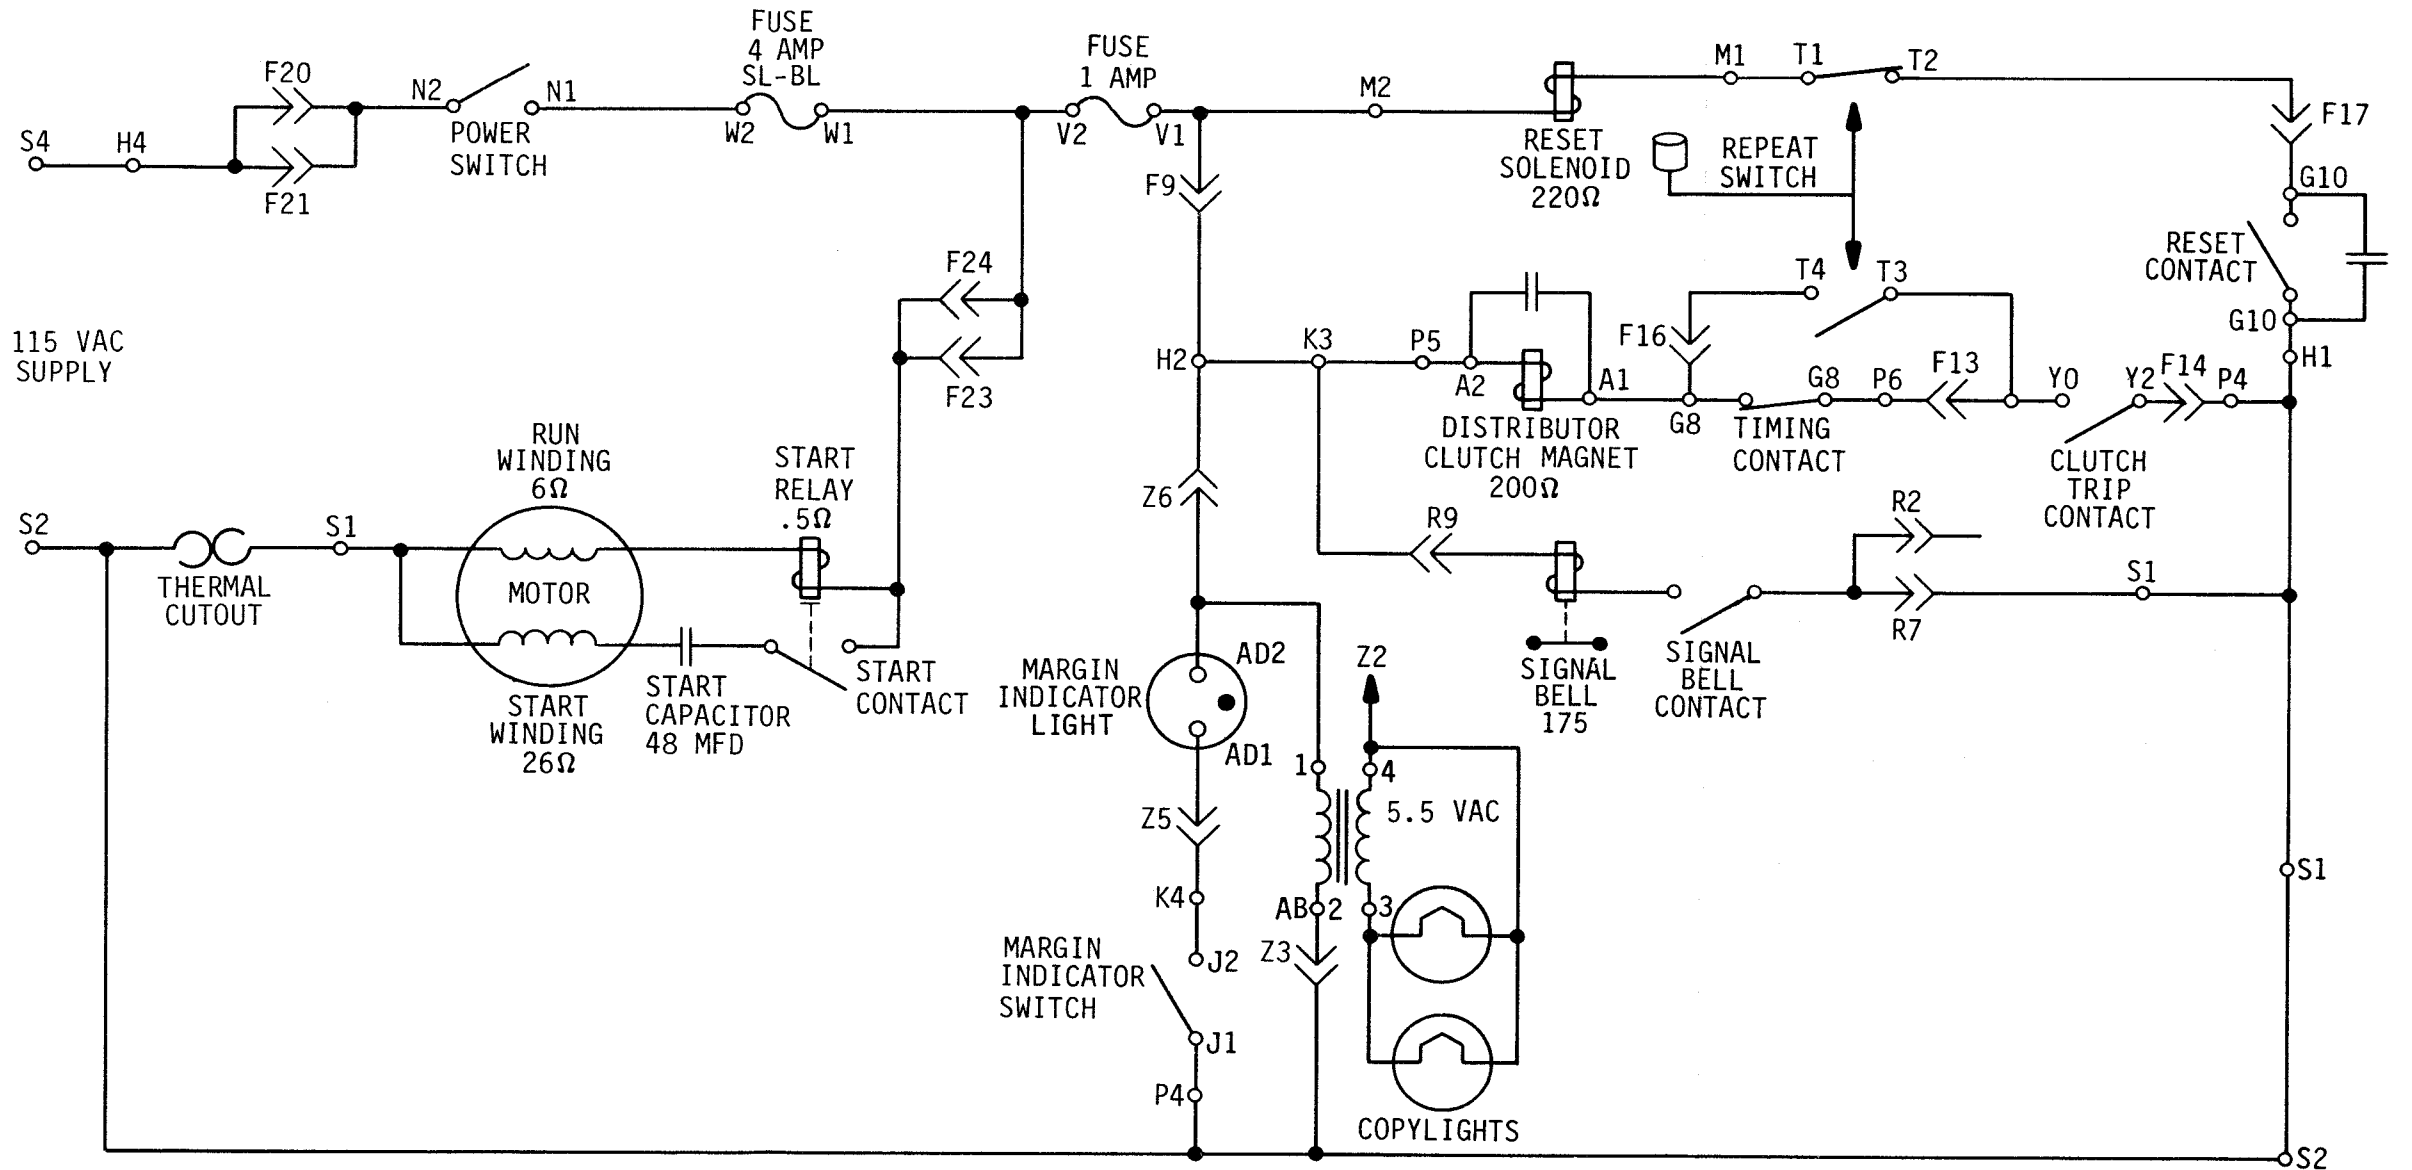 FUSE
4 AMP
SL-BL
FUSE
1 AMP
F20
N2
N1
W2
W1
V2
V1
M2
M1
T1
T2
F17
S4
H4
POWER
SWITCH
F21
RESET
SOLENOID
220Ω
REPEAT
SWITCH
F9
G10
RESET
CONTACT
G10
H1
F24
F23
115 VAC
SUPPLY
H2
K3
P5
A2
A1
DISTRIBUTOR
CLUTCH MAGNET
200Ω
T4
T3
F16
G8
TIMING
CONTACT
G8
P6
F13
Y0
Y2
F14
P4
CLUTCH
TRIP
CONTACT
RUN
WINDING
6Ω
START
RELAY
.5Ω
S2
THERMAL
CUTOUT
S1
MOTOR
START
WINDING
26Ω
START
CAPACITOR
48 MFD
START
CONTACT
Z6
R9
R2
R7
S1
SIGNAL
BELL
175
SIGNAL
BELL
CONTACT
MARGIN
INDICATOR
LIGHT
AD2
AD1
Z2
1
4
5.5 VAC
Z5
K4
AB
2
3
Z3
MARGIN
INDICATOR
SWITCH
J2
J1
P4
COPYLIGHTS
S1
S2